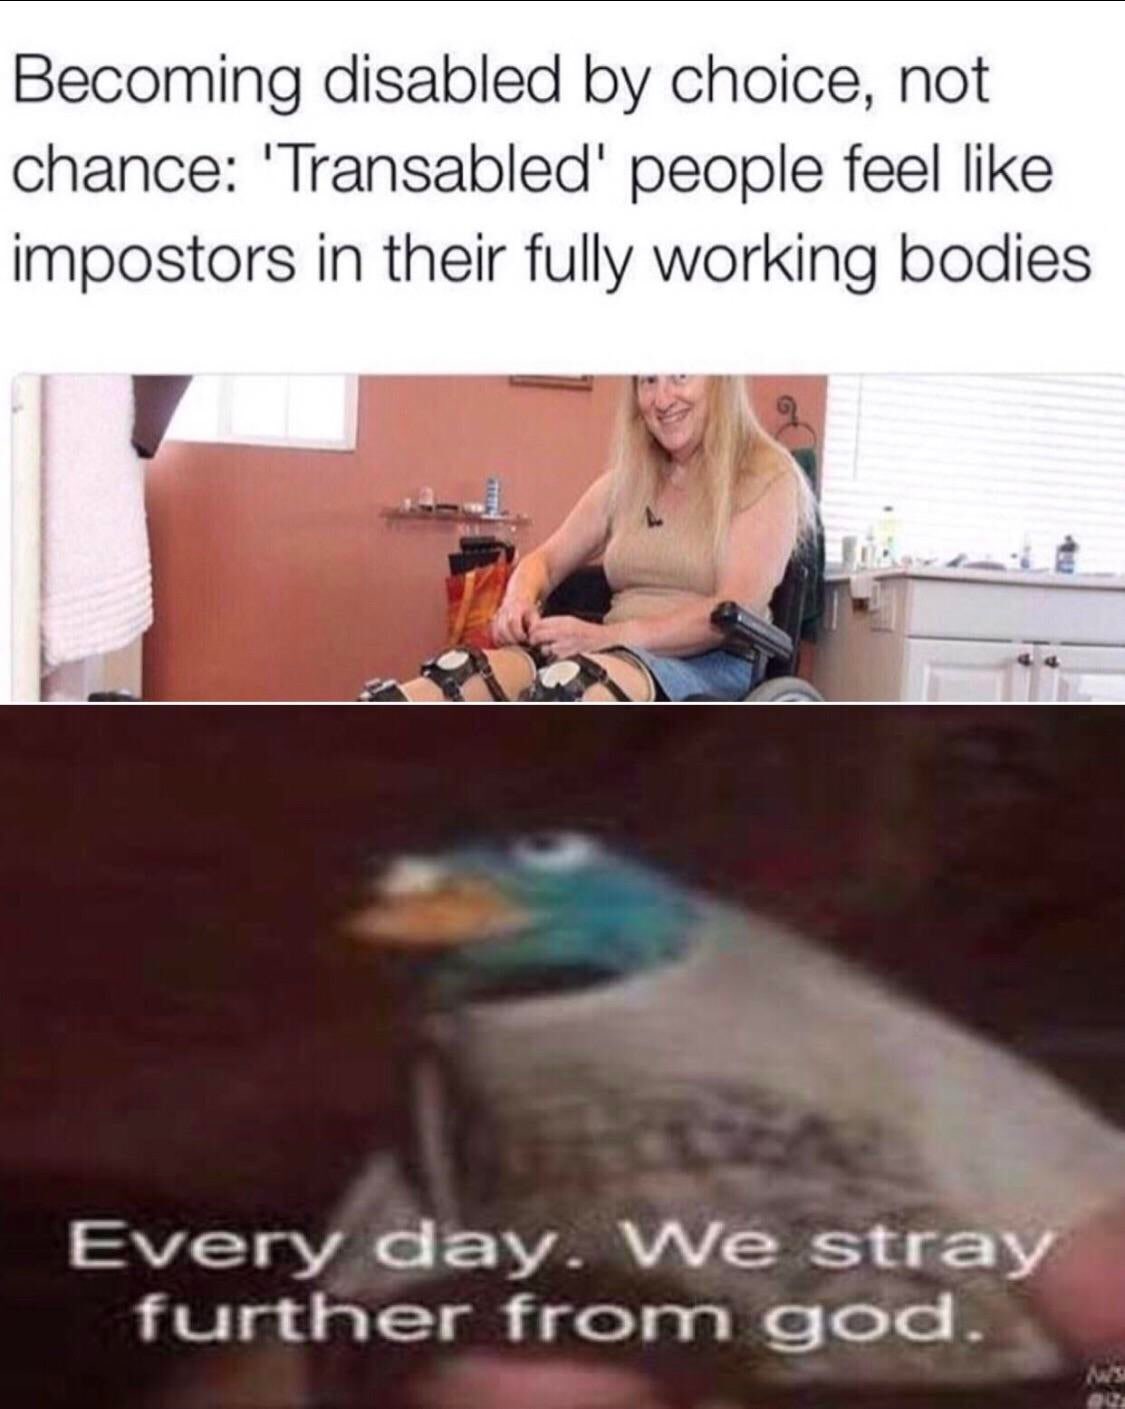 Becoming disabled by choice, not
chance: 'Transabled' people feel like
impostors in their fully working bodies
Every day. We stray
further from god.